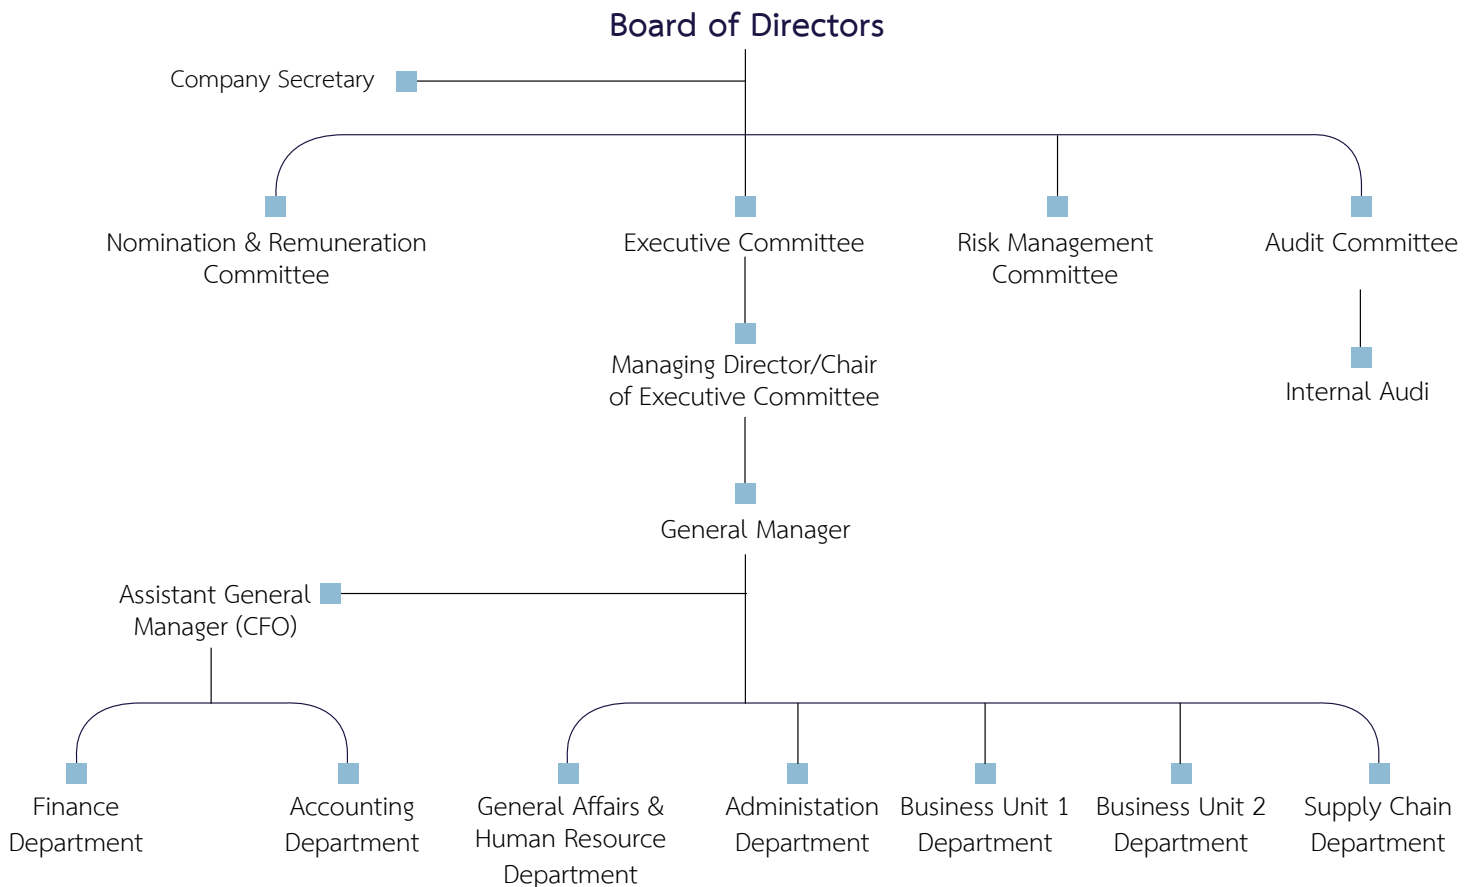 Board of Directors
Company Secretary
Nomination & Remuneration
Committee
Executive Committee
Risk Management
Committee
Audit Committee
Managing Director/Chair
of Executive Committee
Internal Audi
General Manager
Assistant General
Manager (CFO)
Finance
Department
Accounting
Department
General Affairs &
Human Resource
Department
Administation
Department
Business Unit 1
Department
Business Unit 2
Department
Supply Chain
Department